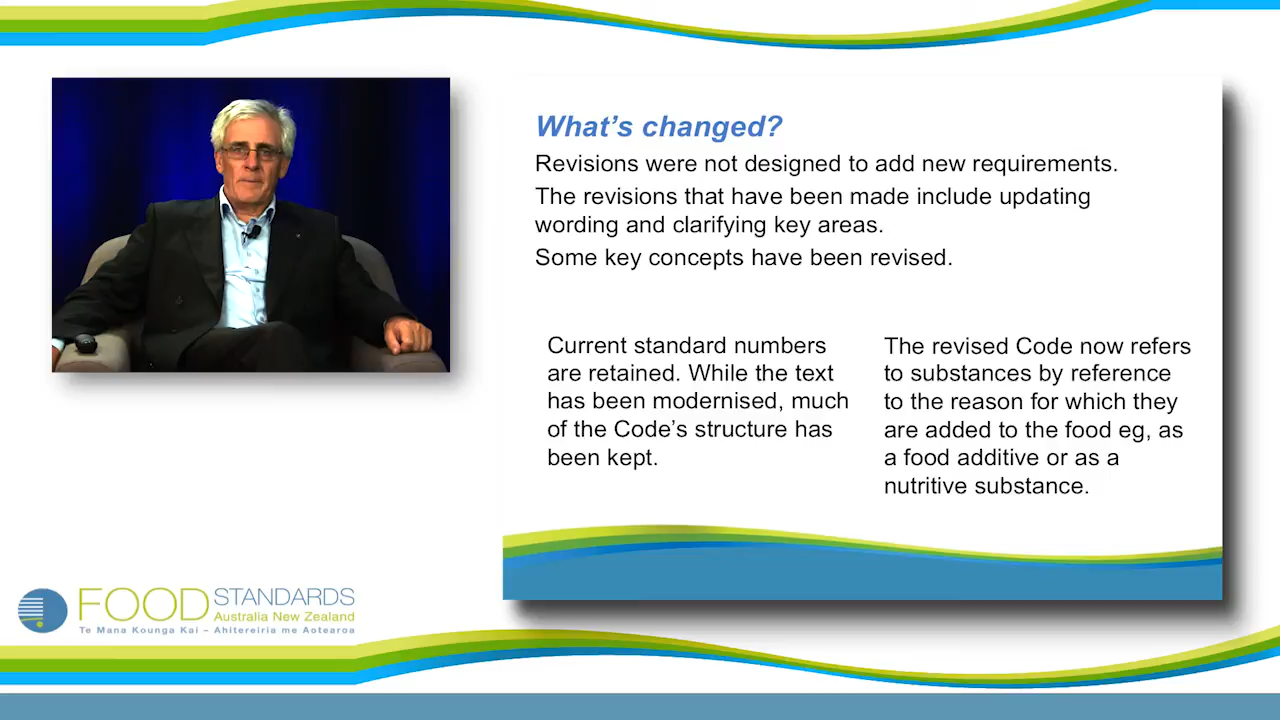 What's changed?
Revisions were not designed to add new requirements.
The revisions that have been made include updating
wording and clarifying key areas.
Some key concepts have been revised.
Current standard numbers
are retained. While the text
has been modernised, much
of the Code's structure has
been kept.
The revised Code now refers
to substances by reference
to the reason for which they
are added to the food eg, as
a food additive or as a
nutritive substance.
FOOD STANDARDS
Australia New Zealand
Te Mana Kounga Kai – Ahitereiria me Aotearoa